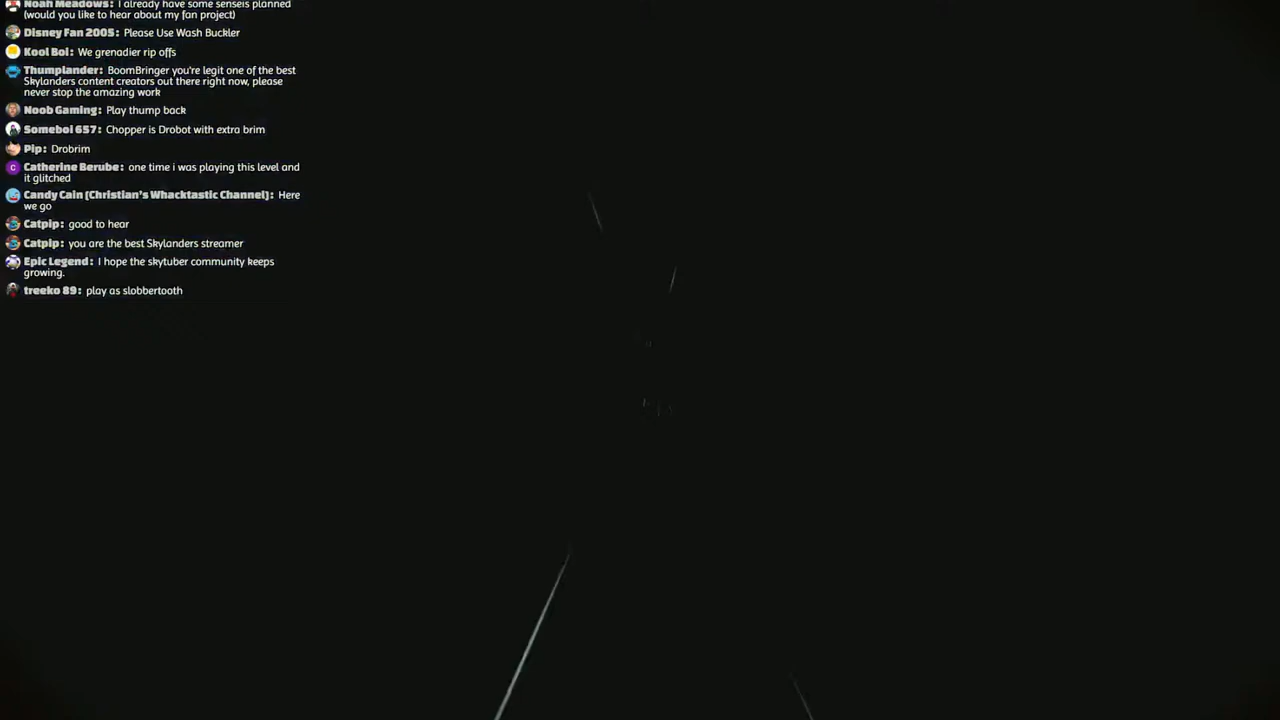 Noah Meadows: I already have some senseis planned
(would you like to hear about my fan project)
Disney Fan 2005: Please Use Wash Buckler
Kool Boi: We grenadier rip offs
Thumplander: BoomBringer you're legit one of the best
Skylanders content creators out there right now, please
never stop the amazing work
Noob Gaming: Play thump back
Someboi 657: Chopper is Drobot with extra brim
Pip: Drobrim
C Catherine Berube: one time i was playing this level and
it glitched
Candy Cain [Christian's Whacktastic Channel]: Here
we go
Catpip: good to hear
Catpip: you are the best Skylanders streamer
Epic Legend: I hope the skytuber community keeps
growing.
treeko 89: play as slobbertooth